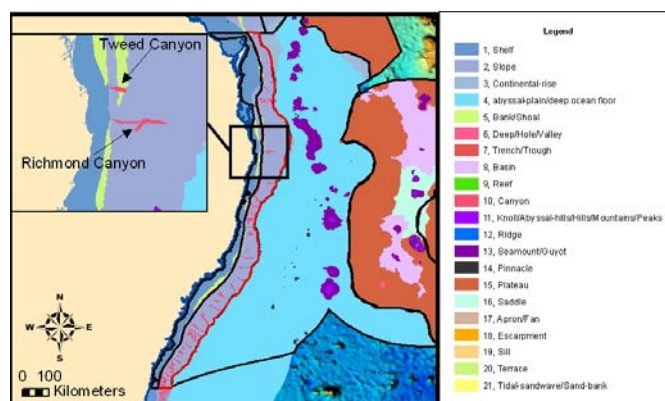 Tweed Canyon
Richmond Canyon
N
W E
S
0 100
Kilometers
Legend
1, Shelf
2, Slope
3, Continental-rise
4, abyssal-plain/deep ocean floor
5, Bank/Shoal
6, Deep/Hole/Valley
7, Trench/Trough
8, Basin
9, Reef
10, Canyon
11, Knoll/Abyssal-hills/Hills/Mountains/Peaks
12, Ridge
13, Seamount/Guyot
14, Pinnacle
15, Plateau
16, Saddle
17, Apron/Fan
18, Escarpment
19, Sill
20, Terrace
21, Tidal-sandwave/Sand-bank